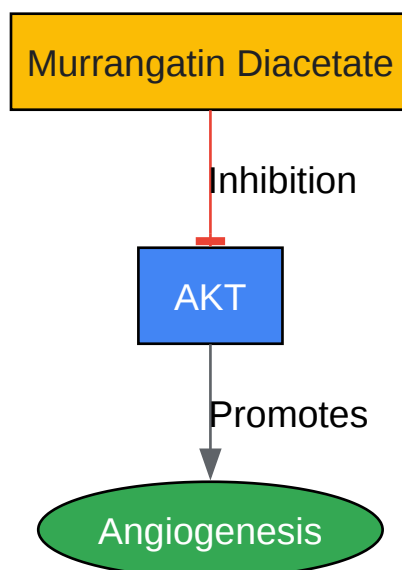 Murrangatin Diacetate
Inhibition
AKT
Promotes
Angiogenesis